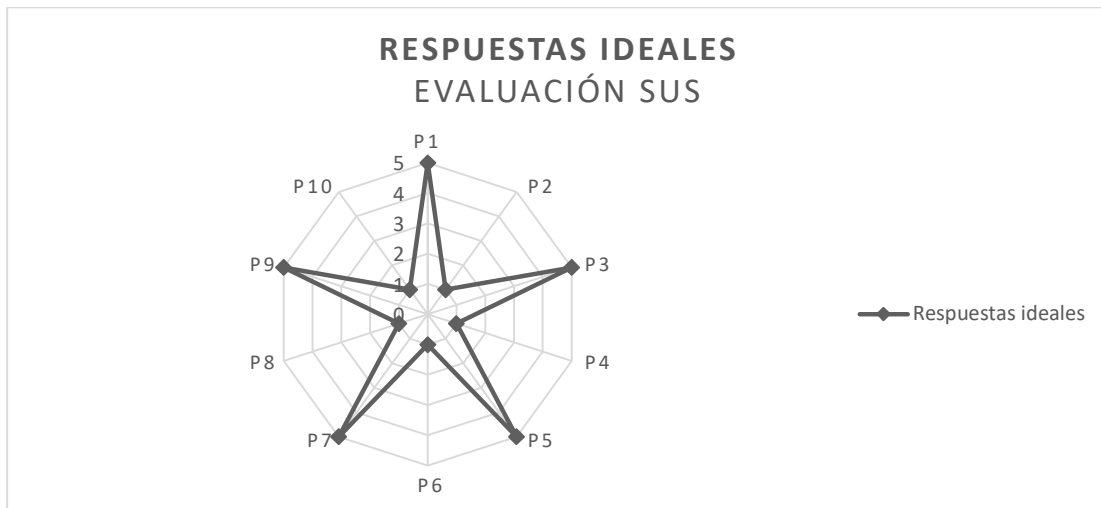 RESPUESTAS IDEALES
EVALUACIÓN SUS
P1
P2
P3
P4
P5
P6
P7
P8
P9
P10
5
4
3
2
1
0
Respuestas ideales